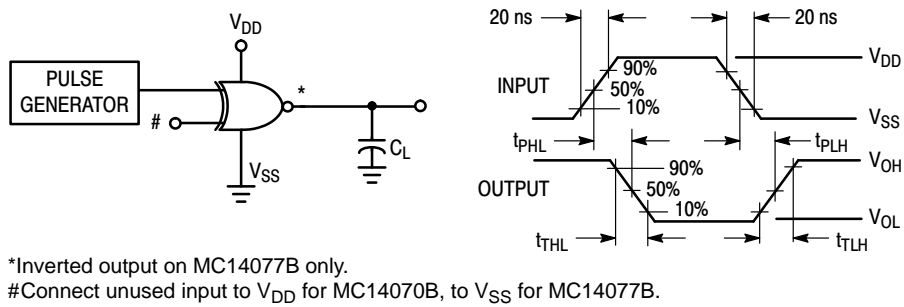 V_DD
PULSE
GENERATOR
*
#
C_L
V_SS
20 ns
20 ns
V_DD
INPUT
90%
50%
10%
V_SS
t_PHL
t_PLH
V_OH
OUTPUT
90%
50%
10%
V_OL
t_THL
t_TLH
*Inverted output on MC14077B only.
#Connect unused input to V_DD for MC14070B, to V_SS for MC14077B.